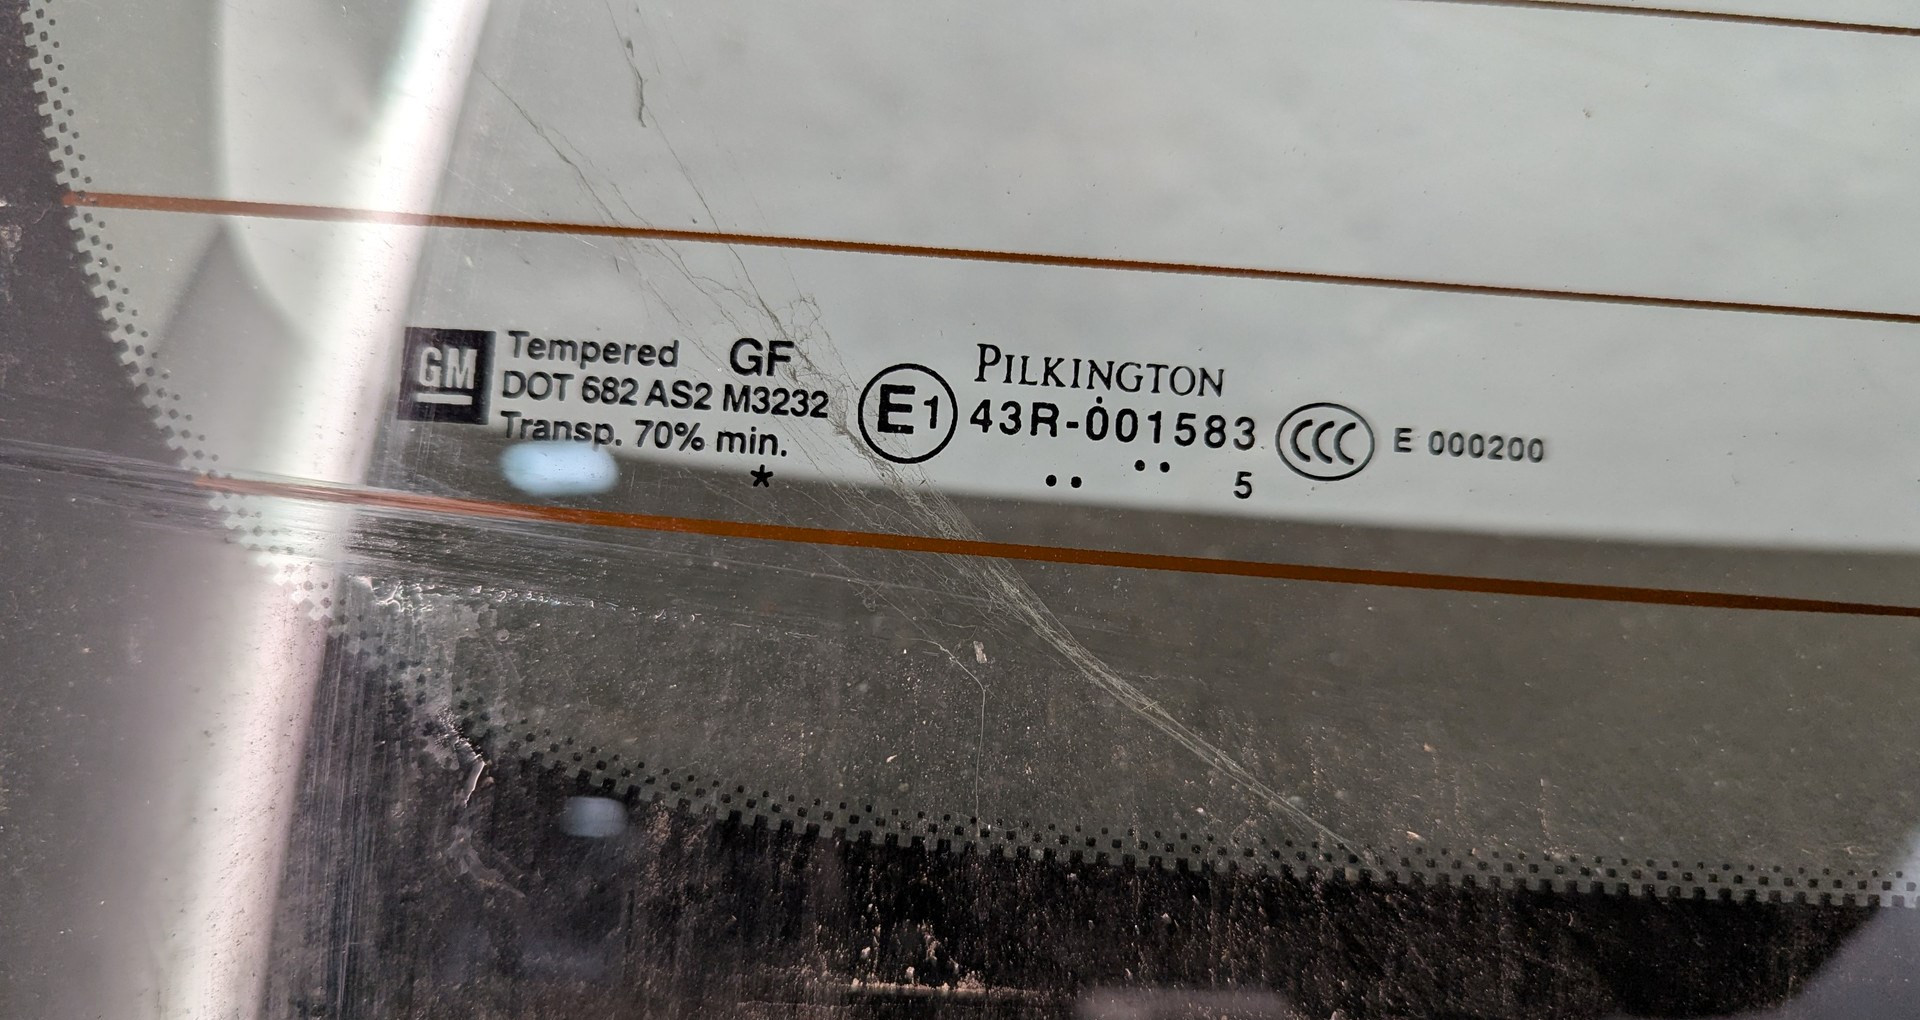 GM
Tempered GF
DOT 682 AS2 M3232
Transp. 70% min.
*
E1
PILKINGTON
43R-001583
.. ..
5
CCC E 000200